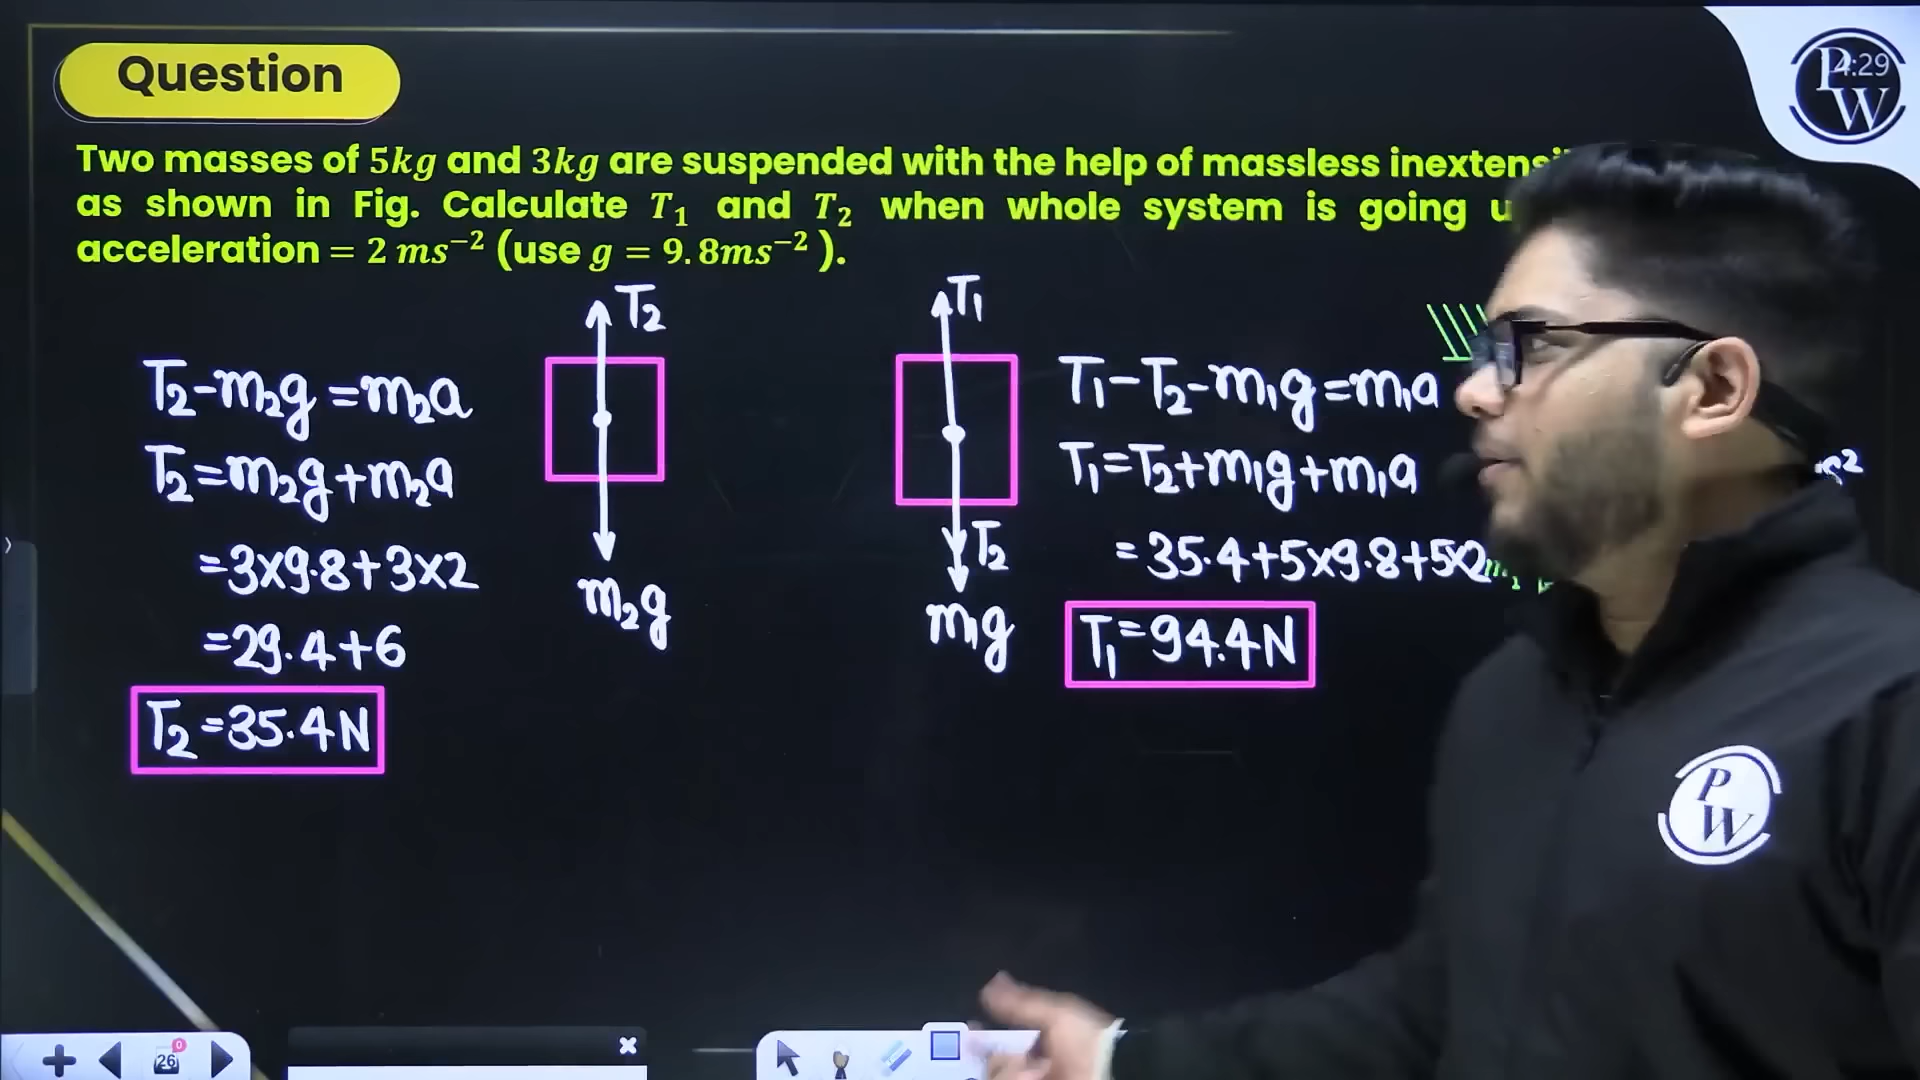 Question
P 4:29
W
Two masses of 5kg and 3kg are suspended with the help of massless
as shown in Fig. Calculate T₁ and T₂ when whole system is going
acceleration = 2 ms⁻² (use g = 9.8ms⁻² ).
T₂
T₂-m₂g=m₂a
T₂=m₂g+m₂a
=3x9.8+3x2
=29.4+6
T₂=35.4N
m₂g
T₁
T₂
m₁g
T₁-T₂-m₁g=m₁a
T₁=T₂+m₁g+m₁a
=35.4+5x9.8+5x2
T₁=94.4N
P
W
26
0